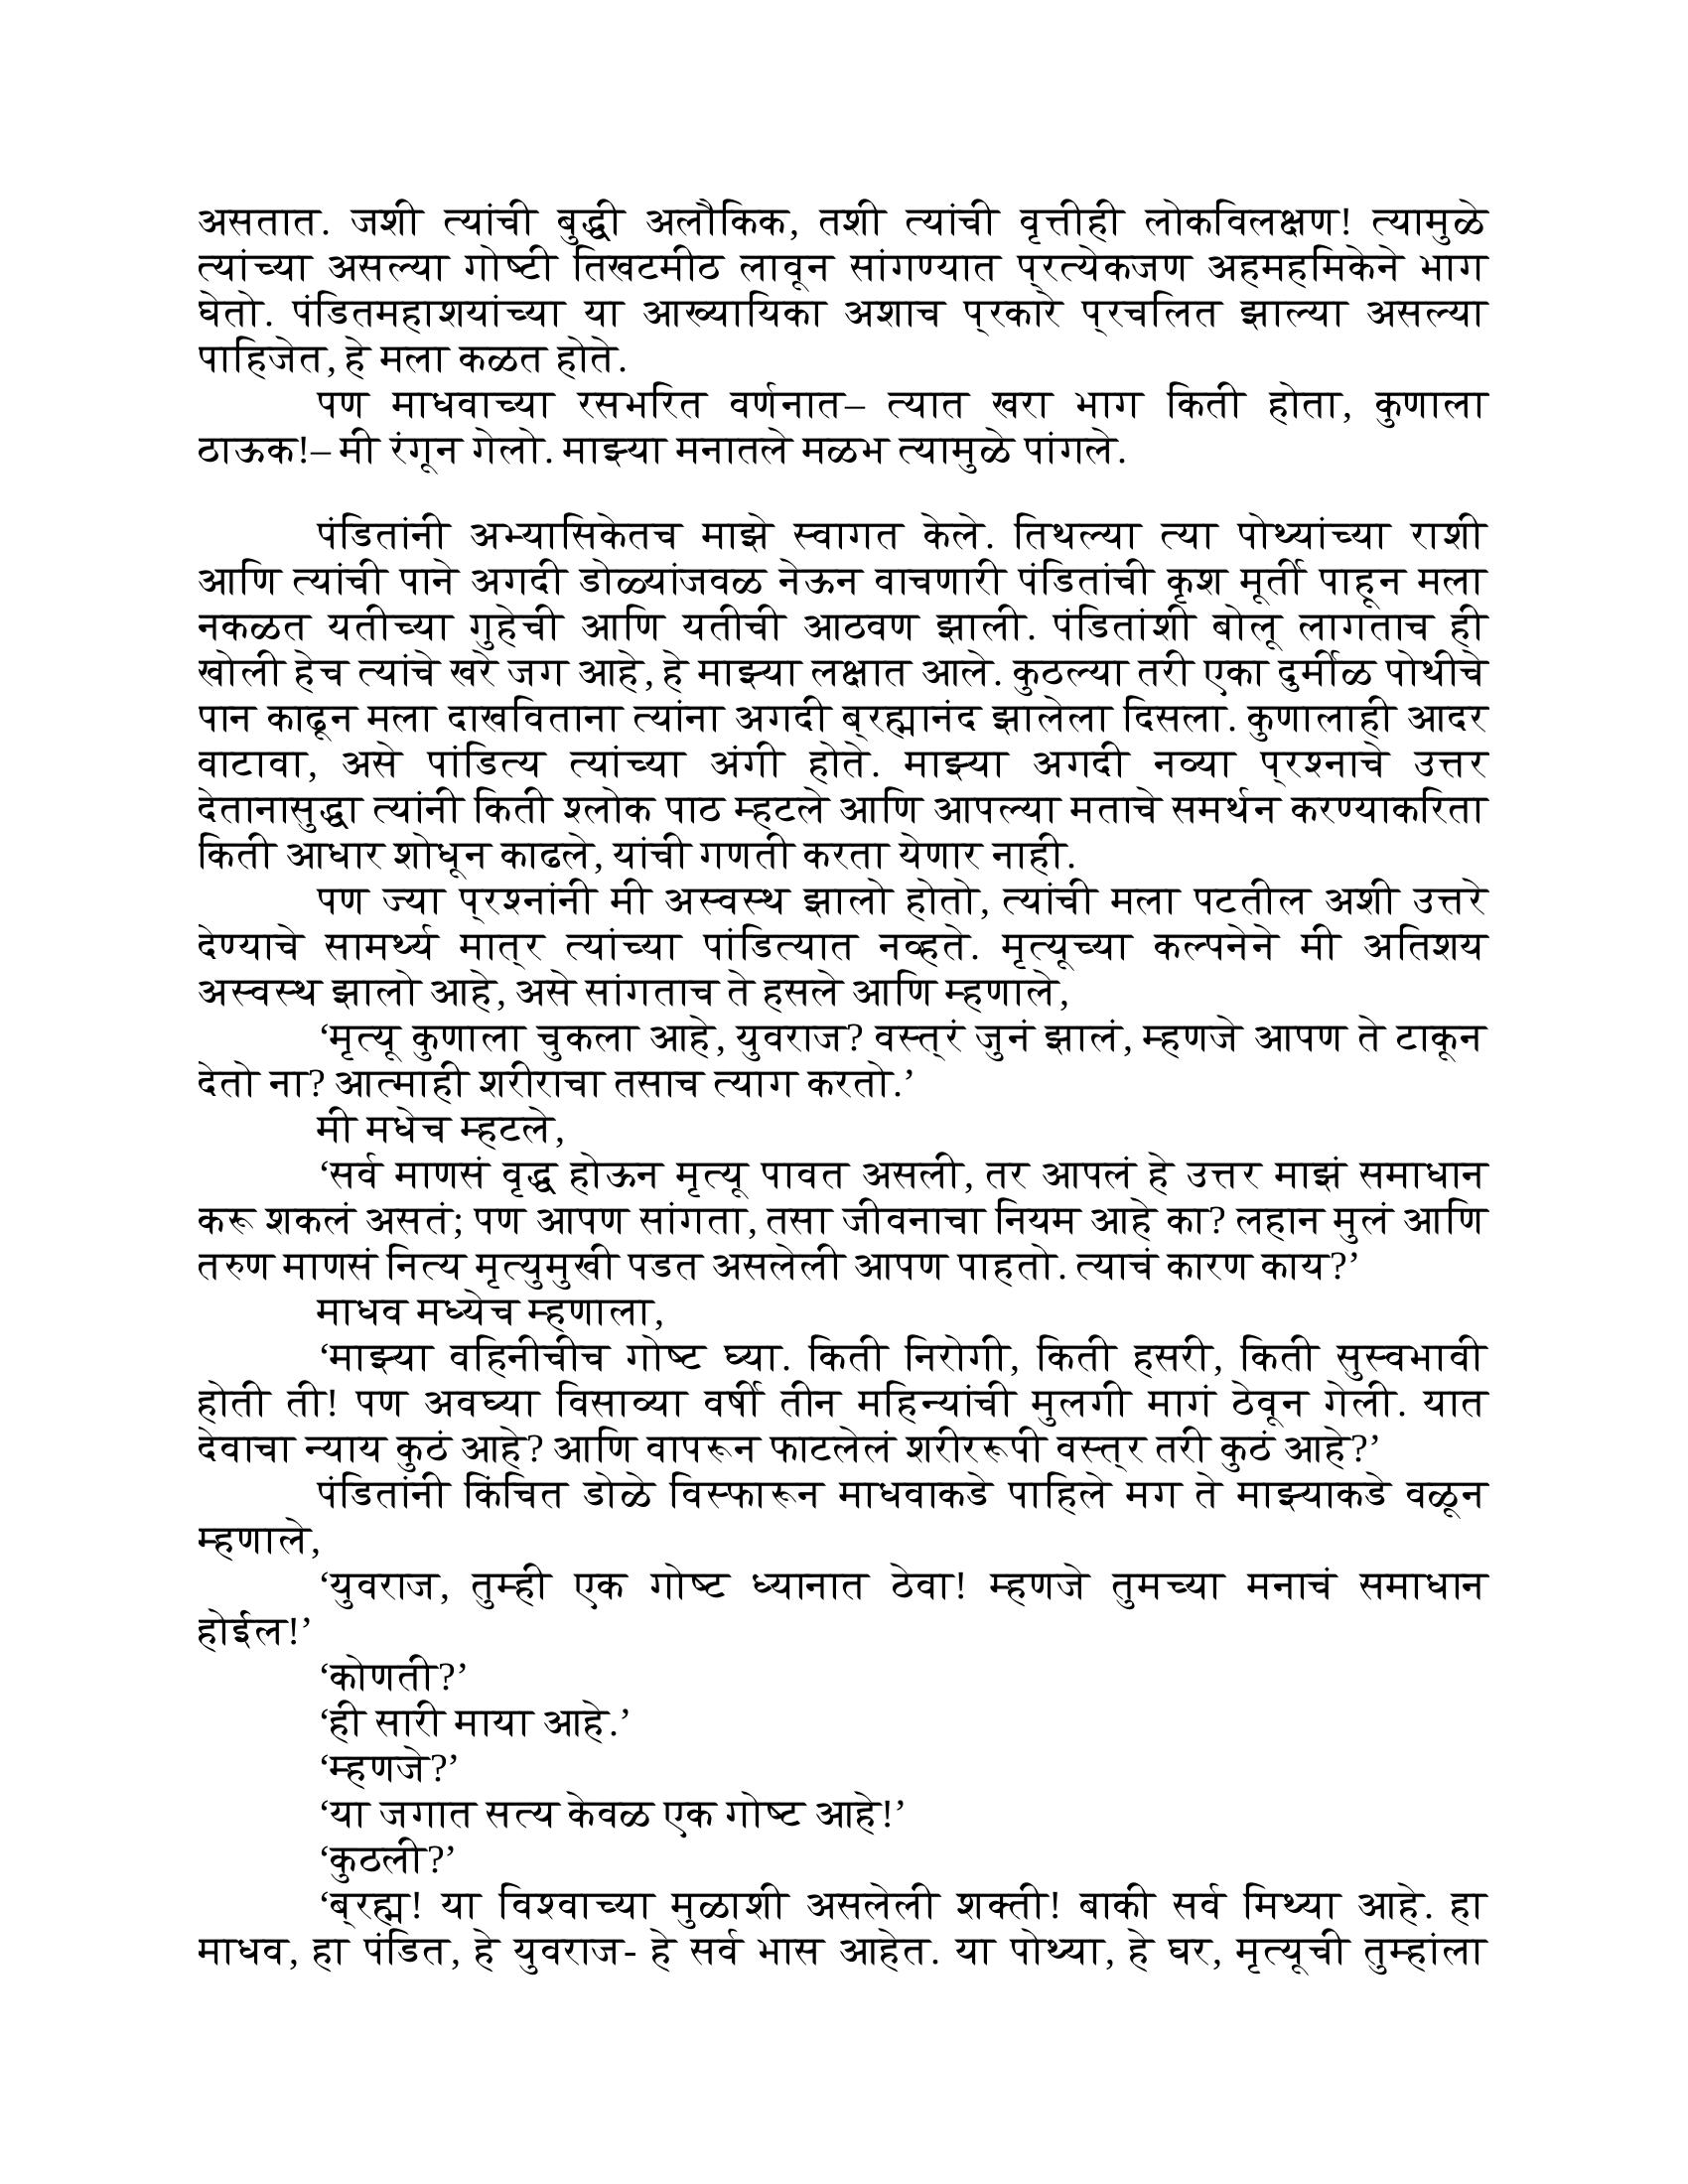 असतात. जशी त्यांची बुद्धी अलौकिक, तशी त्यांची वृत्तीही लोकविलक्षण! त्यामुळे
त्यांच्या असल्या गोष्टी तिखटमीठ लावून सांगण्यात प्रत्येकजण अहमहमिकेने भाग
घेतो. पंडितमहाशयांच्या या आख्यायिका अशाच प्रकारे प्रचलित झाल्या असल्या
पाहिजेत, हे मला कळत होते.
पण माधवाच्या रसभरित वर्णनात– त्यात खरा भाग किती होता, कुणाला
ठाऊक!– मी रंगून गेलो. माझ्या मनातले मळभ त्यामुळे पांगले.
पंडितांनी अभ्यासिकेतच माझे स्वागत केले. तिथल्या त्या पोथ्यांच्या राशी
आणि त्यांची पाने अगदी डोळ्यांजवळ नेऊन वाचणारी पंडितांची कृश मूर्ती पाहून मला
नकळत यतीच्या गुहेची आणि यतीची आठवण झाली. पंडितांशी बोलू लागताच ही
खोली हेच त्यांचे खरे जग आहे, हे माझ्या लक्षात आले. कुठल्या तरी एका दुर्मीळ पोथीचे
पान काढून मला दाखविताना त्यांना अगदी ब्रह्मानंद झालेला दिसला. कुणालाही आदर
वाटावा, असे पांडित्य त्यांच्या अंगी होते. माझ्या अगदी नव्या प्रश्नाचे उत्तर
देतानासुद्धा त्यांनी किती श्लोक पाठ म्हटले आणि आपल्या मताचे समर्थन करण्याकरिता
किती आधार शोधून काढले, यांची गणती करता येणार नाही.
पण ज्या प्रश्नांनी मी अस्वस्थ झालो होतो, त्यांची मला पटतील अशी उत्तरे
देण्याचे सामर्थ्य मात्र त्यांच्या पांडित्यात नव्हते. मृत्यूच्या कल्पनेने मी अतिशय
अस्वस्थ झालो आहे, असे सांगताच ते हसले आणि म्हणाले,
‘मृत्यू कुणाला चुकला आहे, युवराज? वस्त्रं जुनं झालं, म्हणजे आपण ते टाकून
देतो ना? आत्माही शरीराचा तसाच त्याग करतो.’
मी मधेच म्हटले,
‘सर्व माणसं वृद्ध होऊन मृत्यू पावत असली, तर आपलं हे उत्तर माझं समाधान
करू शकलं असतं; पण आपण सांगता, तसा जीवनाचा नियम आहे का? लहान मुलं आणि
तरुण माणसं नित्य मृत्युमुखी पडत असलेली आपण पाहतो. त्याचं कारण काय?’
माधव मध्येच म्हणाला,
‘माझ्या वहिनीचीच गोष्ट घ्या. किती निरोगी, किती हसरी, किती सुस्वभावी
होती ती! पण अवघ्या विसाव्या वर्षी तीन महिन्यांची मुलगी मागं ठेवून गेली. यात
देवाचा न्याय कुठं आहे? आणि वापरून फाटलेलं शरीररूपी वस्त्र तरी कुठं आहे?’
पंडितांनी किंचित डोळे विस्फारून माधवाकडे पाहिले मग ते माझ्याकडे वळून
म्हणाले,
‘युवराज, तुम्ही एक गोष्ट ध्यानात ठेवा! म्हणजे तुमच्या मनाचं समाधान
होईल!’
‘कोणती?’
‘ही सारी माया आहे.’
‘म्हणजे?’
‘या जगात सत्य केवळ एक गोष्ट आहे!’
‘कुठली?’
‘ब्रह्म! या विश्वाच्या मुळाशी असलेली शक्ती! बाकी सर्व मिथ्या आहे. हा
माधव, हा पंडित, हे युवराज- हे सर्व भास आहेत. या पोथ्या, हे घर, मृत्यूची तुम्हांला